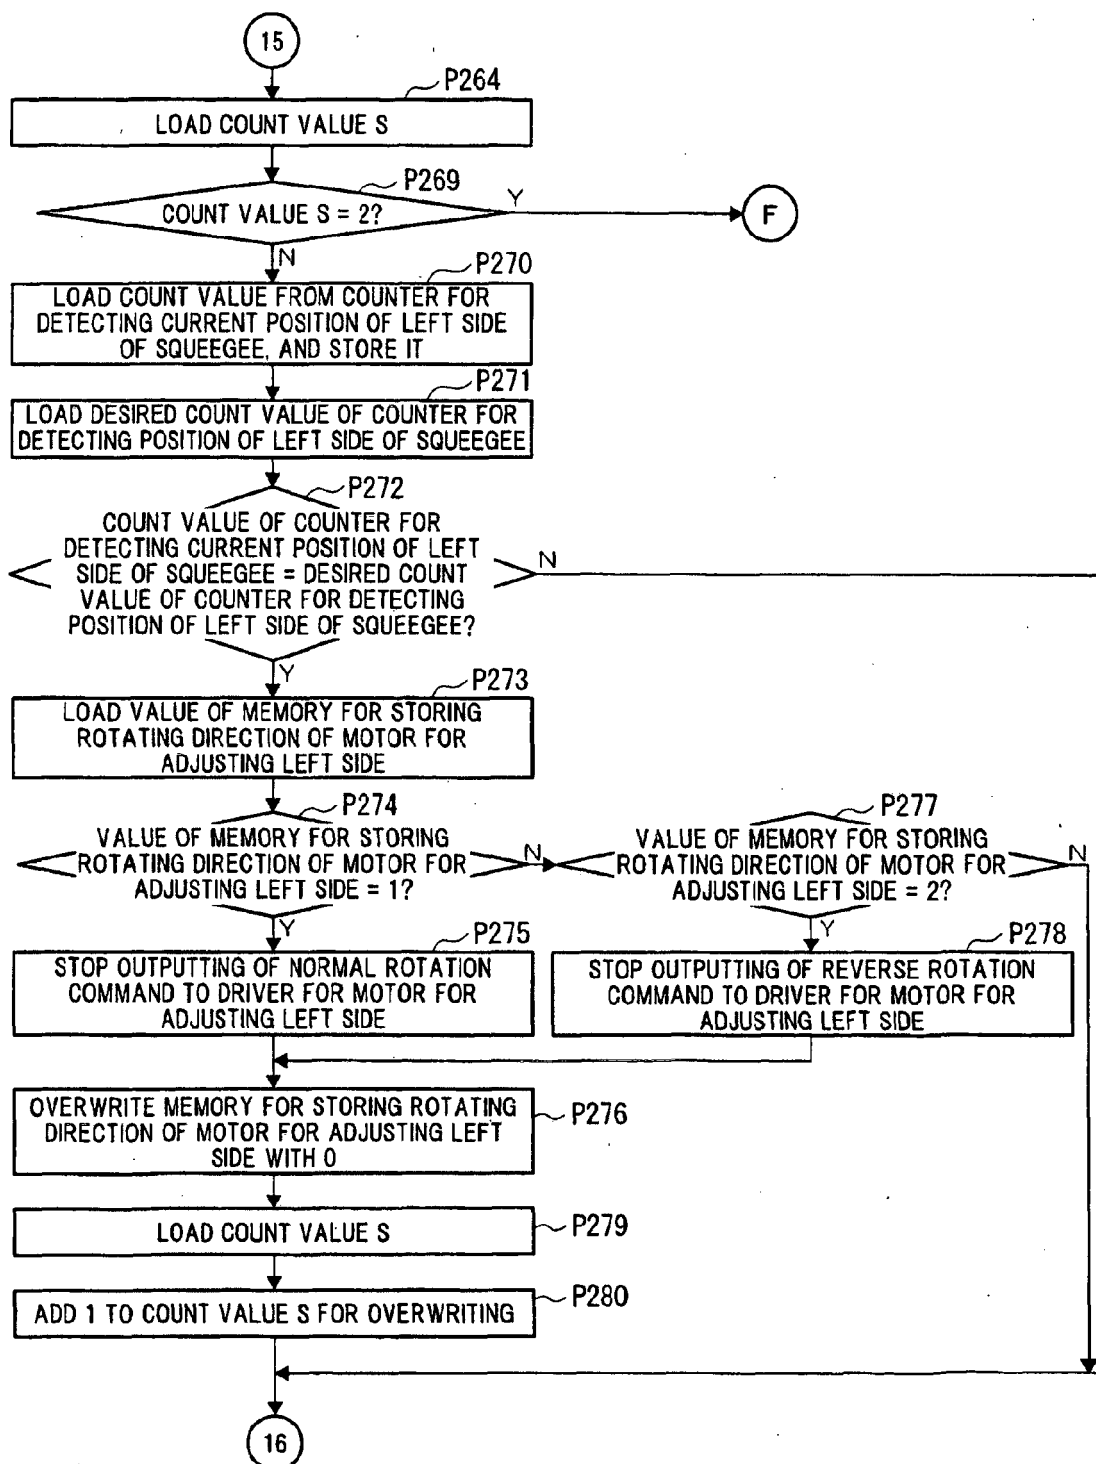 15
P264
LOAD COUNT VALUE S
P269
COUNT VALUE S = 2?
Y
F
N
P270
LOAD COUNT VALUE FROM COUNTER FOR
DETECTING CURRENT POSITION OF LEFT SIDE
OF SQUEEGEE, AND STORE IT
P271
LOAD DESIRED COUNT VALUE OF COUNTER FOR
DETECTING POSITION OF LEFT SIDE OF SQUEEGEE
P272
COUNT VALUE OF COUNTER FOR
DETECTING CURRENT POSITION OF LEFT
SIDE OF SQUEEGEE = DESIRED COUNT
VALUE OF COUNTER FOR DETECTING
POSITION OF LEFT SIDE OF SQUEEGEE?
N
Y
P273
LOAD VALUE OF MEMORY FOR STORING
ROTATING DIRECTION OF MOTOR FOR
ADJUSTING LEFT SIDE
P274
VALUE OF MEMORY FOR STORING
ROTATING DIRECTION OF MOTOR FOR
ADJUSTING LEFT SIDE = 1?
N
Y
P277
VALUE OF MEMORY FOR STORING
ROTATING DIRECTION OF MOTOR FOR
ADJUSTING LEFT SIDE = 2?
N
Y
P275
STOP OUTPUTTING OF NORMAL ROTATION
COMMAND TO DRIVER FOR MOTOR FOR
ADJUSTING LEFT SIDE
P278
STOP OUTPUTTING OF REVERSE ROTATION
COMMAND TO DRIVER FOR MOTOR FOR
ADJUSTING LEFT SIDE
OVERWRITE MEMORY FOR STORING ROTATING
DIRECTION OF MOTOR FOR ADJUSTING LEFT
SIDE WITH 0
P276
LOAD COUNT VALUE S
P279
ADD 1 TO COUNT VALUE S FOR OVERWRITING
P280
16